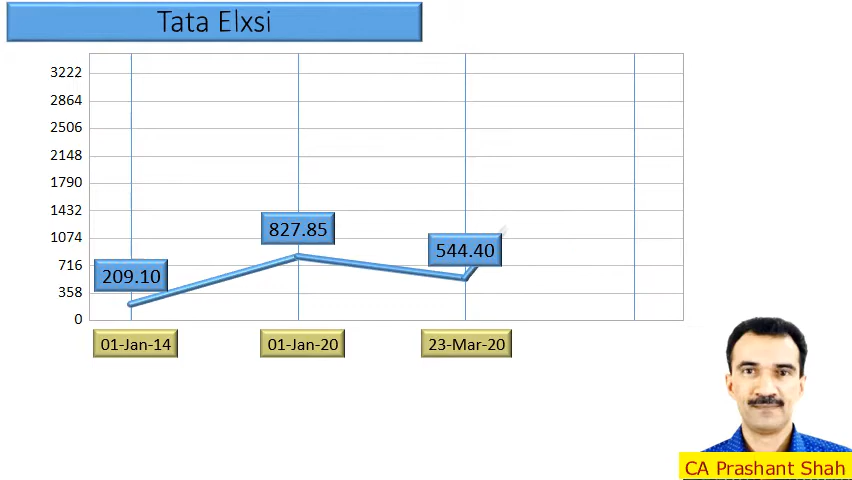 Tata Elxsi
3222
2864
2506
2148
1790
1432
1074
716
358
0
209.10
827.85
544.40
01-Jan-14
01-Jan-20
23-Mar-20
CA Prashant Shah